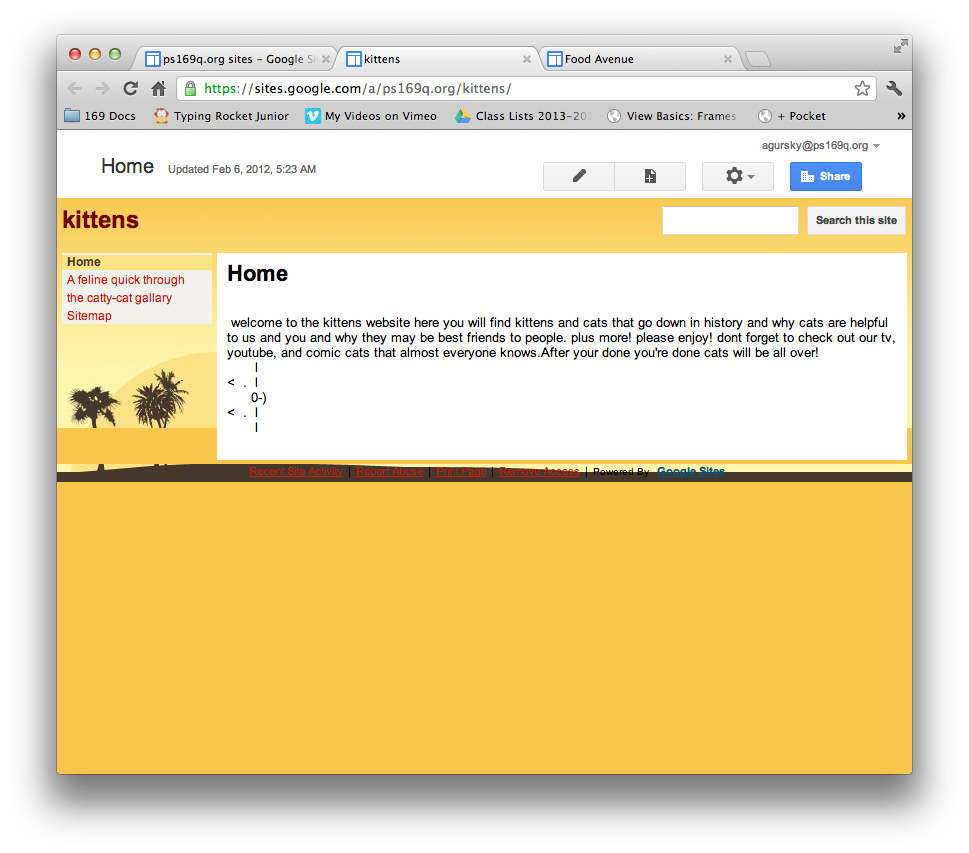 ps169q.org sites - Google Si
kittens
Food Avenue
https://sites.google.com/a/ps169q.org/kittens/
169 Docs Typing Rocket Junior My Videos on Vimeo Class Lists 2013-20 View Basics: Frames + Pocket »
agursky@ps169q.org
Home Updated Feb 6, 2012, 5:23 AM
Share
kittens
Search this site
Home
A feline quick through
the catty-cat gallary
Sitemap
Home
welcome to the kittens website here you will find kittens and cats that go down in history and why cats are helpful
to us and you and why they may be best friends to people. plus more! please enjoy! dont forget to check out our tv,
youtube, and comic cats that almost everyone knows.After your done you're done cats will be all over!
|
< . |
0-)
< . |
|
Recent Site Activity | Report Abuse | Print Page | Remove Access | Powered By Google Sites